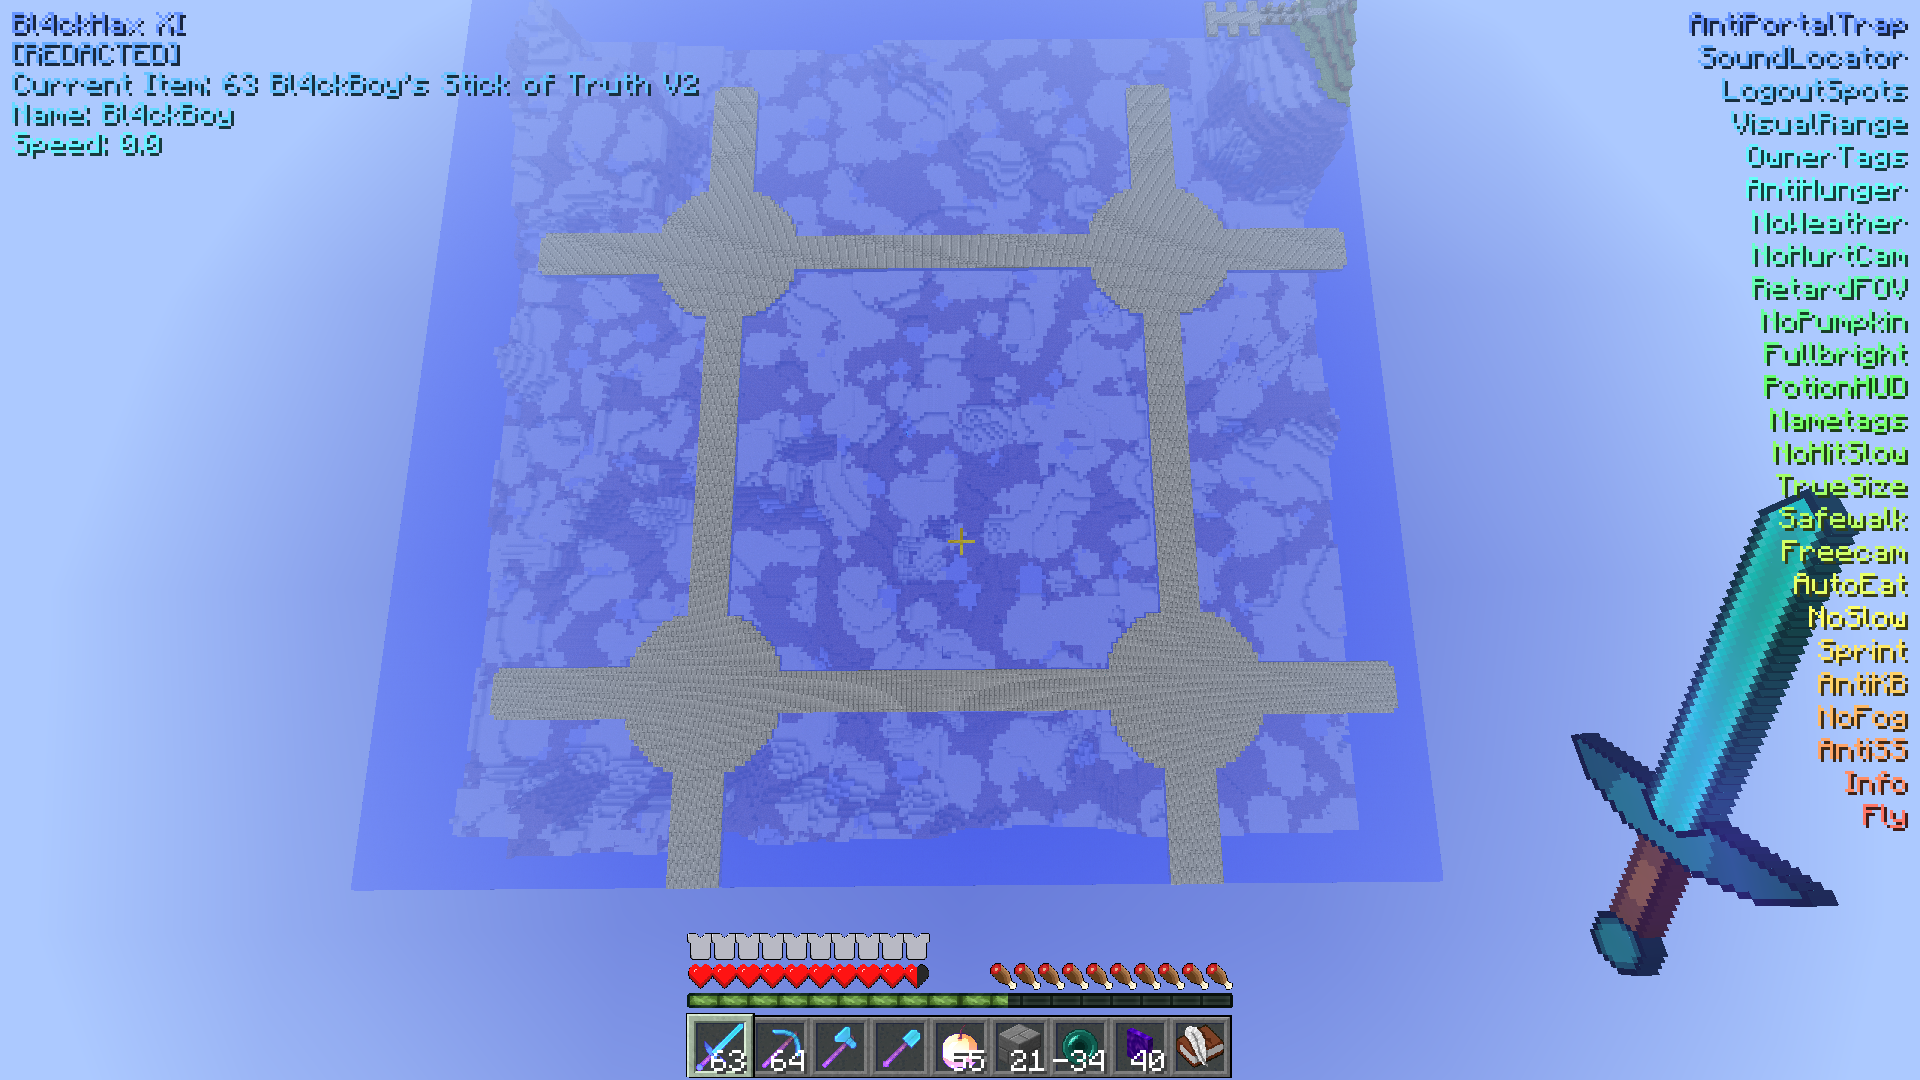 Bl4ckHax XI
[REDACTED]
Current Item: 63 Bl4ckBoy's Stick of Truth V2
Name: Bl4ckBoy
Speed: 0.0
AntiPortalTrap
SoundLocator
LogoutSpots
VisualRange
OwnerTags
AntiHunger
NoWeather
NoHurtCam
RetardFOV
NoPumpkin
Fullbright
PotionHUD
Nametags
NoHitSlow
TrueSize
Safewalk
Freecam
AutoEat
NoSlow
Sprint
AntiKB
NoFog
AntiSS
Info
Fly
63 64 55 21 -34 40